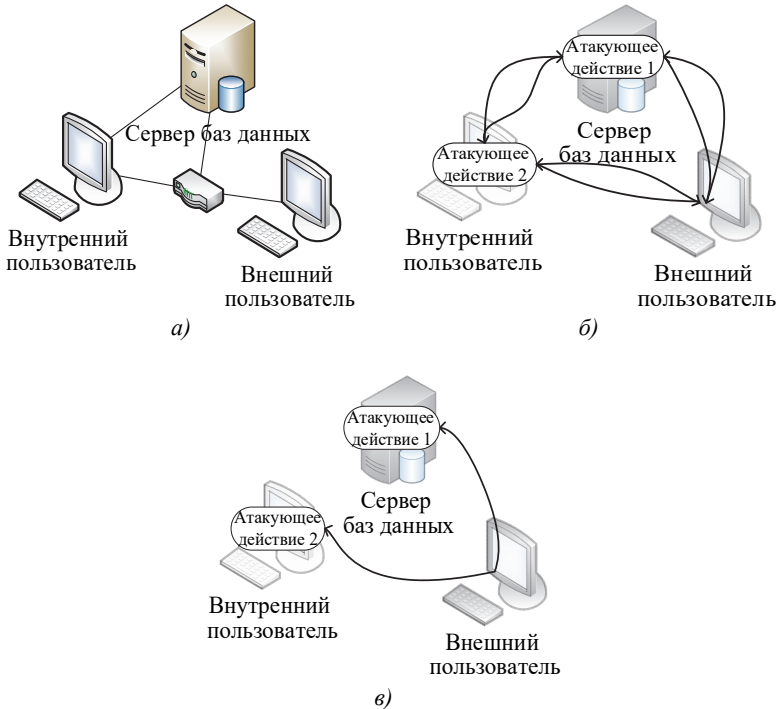 Сервер баз данных
Внутренний
пользователь
Внешний
пользователь
а)
Атакующее
действие 1
Сервер
баз данных
Атакующее
действие 2
Внутренний
пользователь
Внешний
пользователь
б)
Атакующее
действие 1
Сервер
баз данных
Атакующее
действие 2
Внутренний
пользователь
Внешний
пользователь
в)